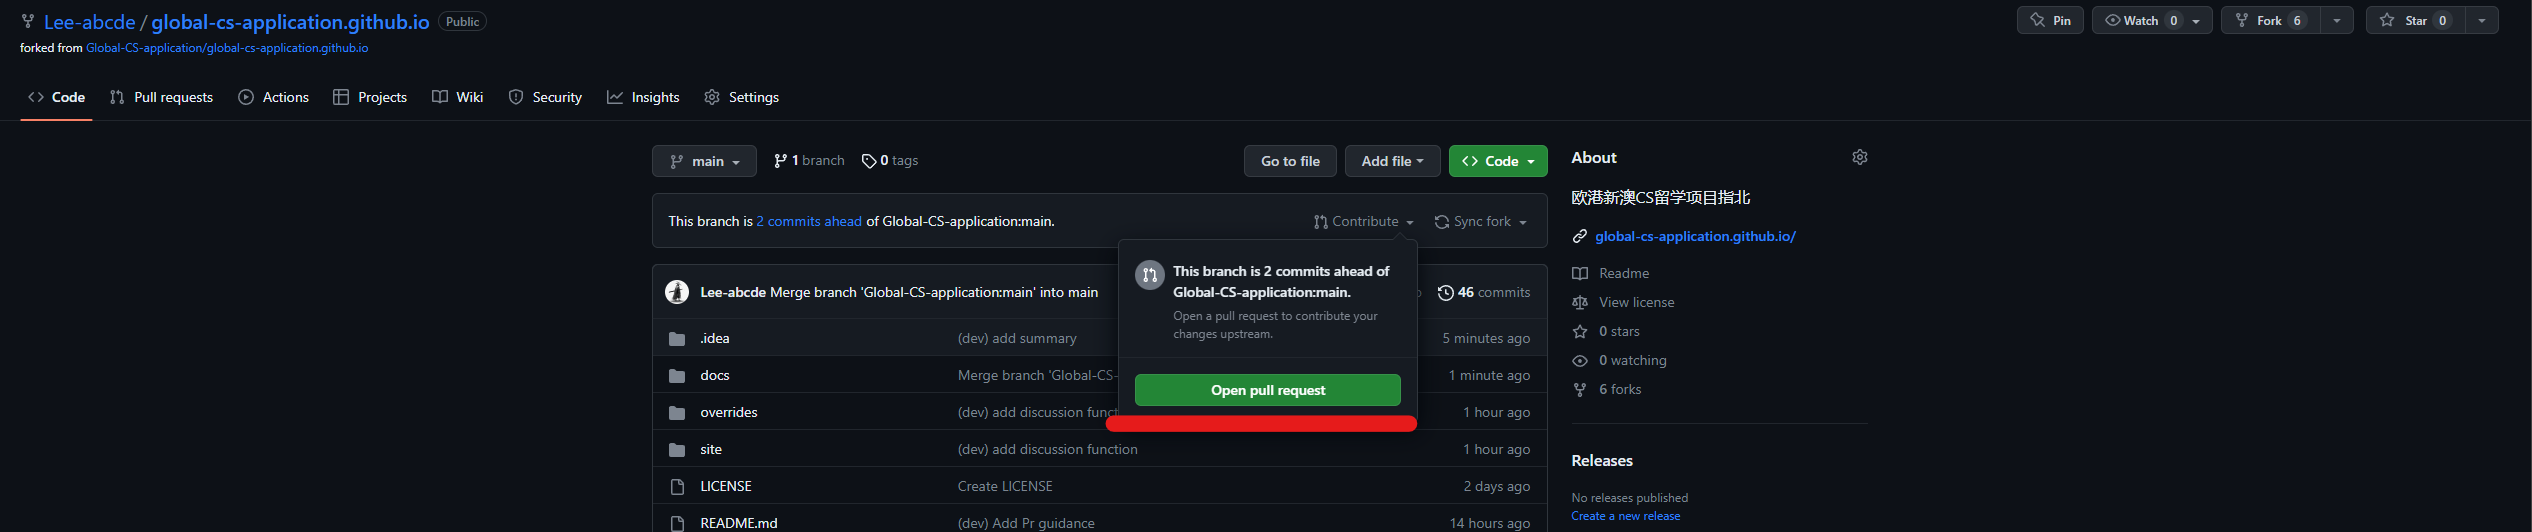 Lee-abcde / global-cs-application.github.io Public
Pin
Watch 0
Fork 6
Star 0
forked from Global-CS-application/global-cs-application.github.io
Code
Pull requests
Actions
Projects
Wiki
Security
Insights
Settings
main
1 branch
0 tags
Go to file
Add file
Code
This branch is 2 commits ahead of Global-CS-application:main.
Contribute
Sync fork
This branch is 2 commits ahead of
Global-CS-application:main.
Open a pull request to contribute your
changes upstream.
Open pull request
Lee-abcde Merge branch 'Global-CS-application:main' into main
46 commits
.idea (dev) add summary 5 minutes ago
docs Merge branch 'Global-CS- 1 minute ago
overrides (dev) add discussion funct 1 hour ago
site (dev) add discussion function 1 hour ago
LICENSE Create LICENSE 2 days ago
README.md (dev) Add Pr guidance 14 hours ago
About
欧港新澳CS留学项目指北
global-cs-application.github.io/
Readme
View license
0 stars
0 watching
6 forks
Releases
No releases published
Create a new release